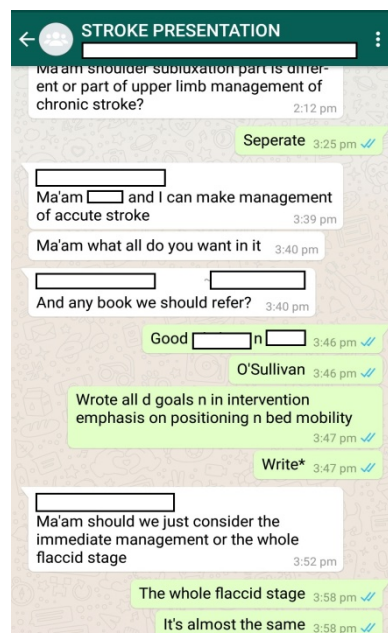 STROKE PRESENTATION
Ma'am shoulder subluxation part is differ-
ent or part of upper limb management of
chronic stroke?
2:12 pm
Seperate 3:25 pm
Ma'am and I can make management
of accute stroke
3:39 pm
Ma'am what all do you want in it 3:40 pm
~
And any book we should refer? 3:40 pm
Good n 3:46 pm
O'Sullivan 3:46 pm
Wrote all d goals n in intervention
emphasis on positioning n bed mobility
3:47 pm
Write* 3:47 pm
Ma'am should we just consider the
immediate management or the whole
flaccid stage
3:52 pm
The whole flaccid stage 3:58 pm
It's almost the same 3:58 pm